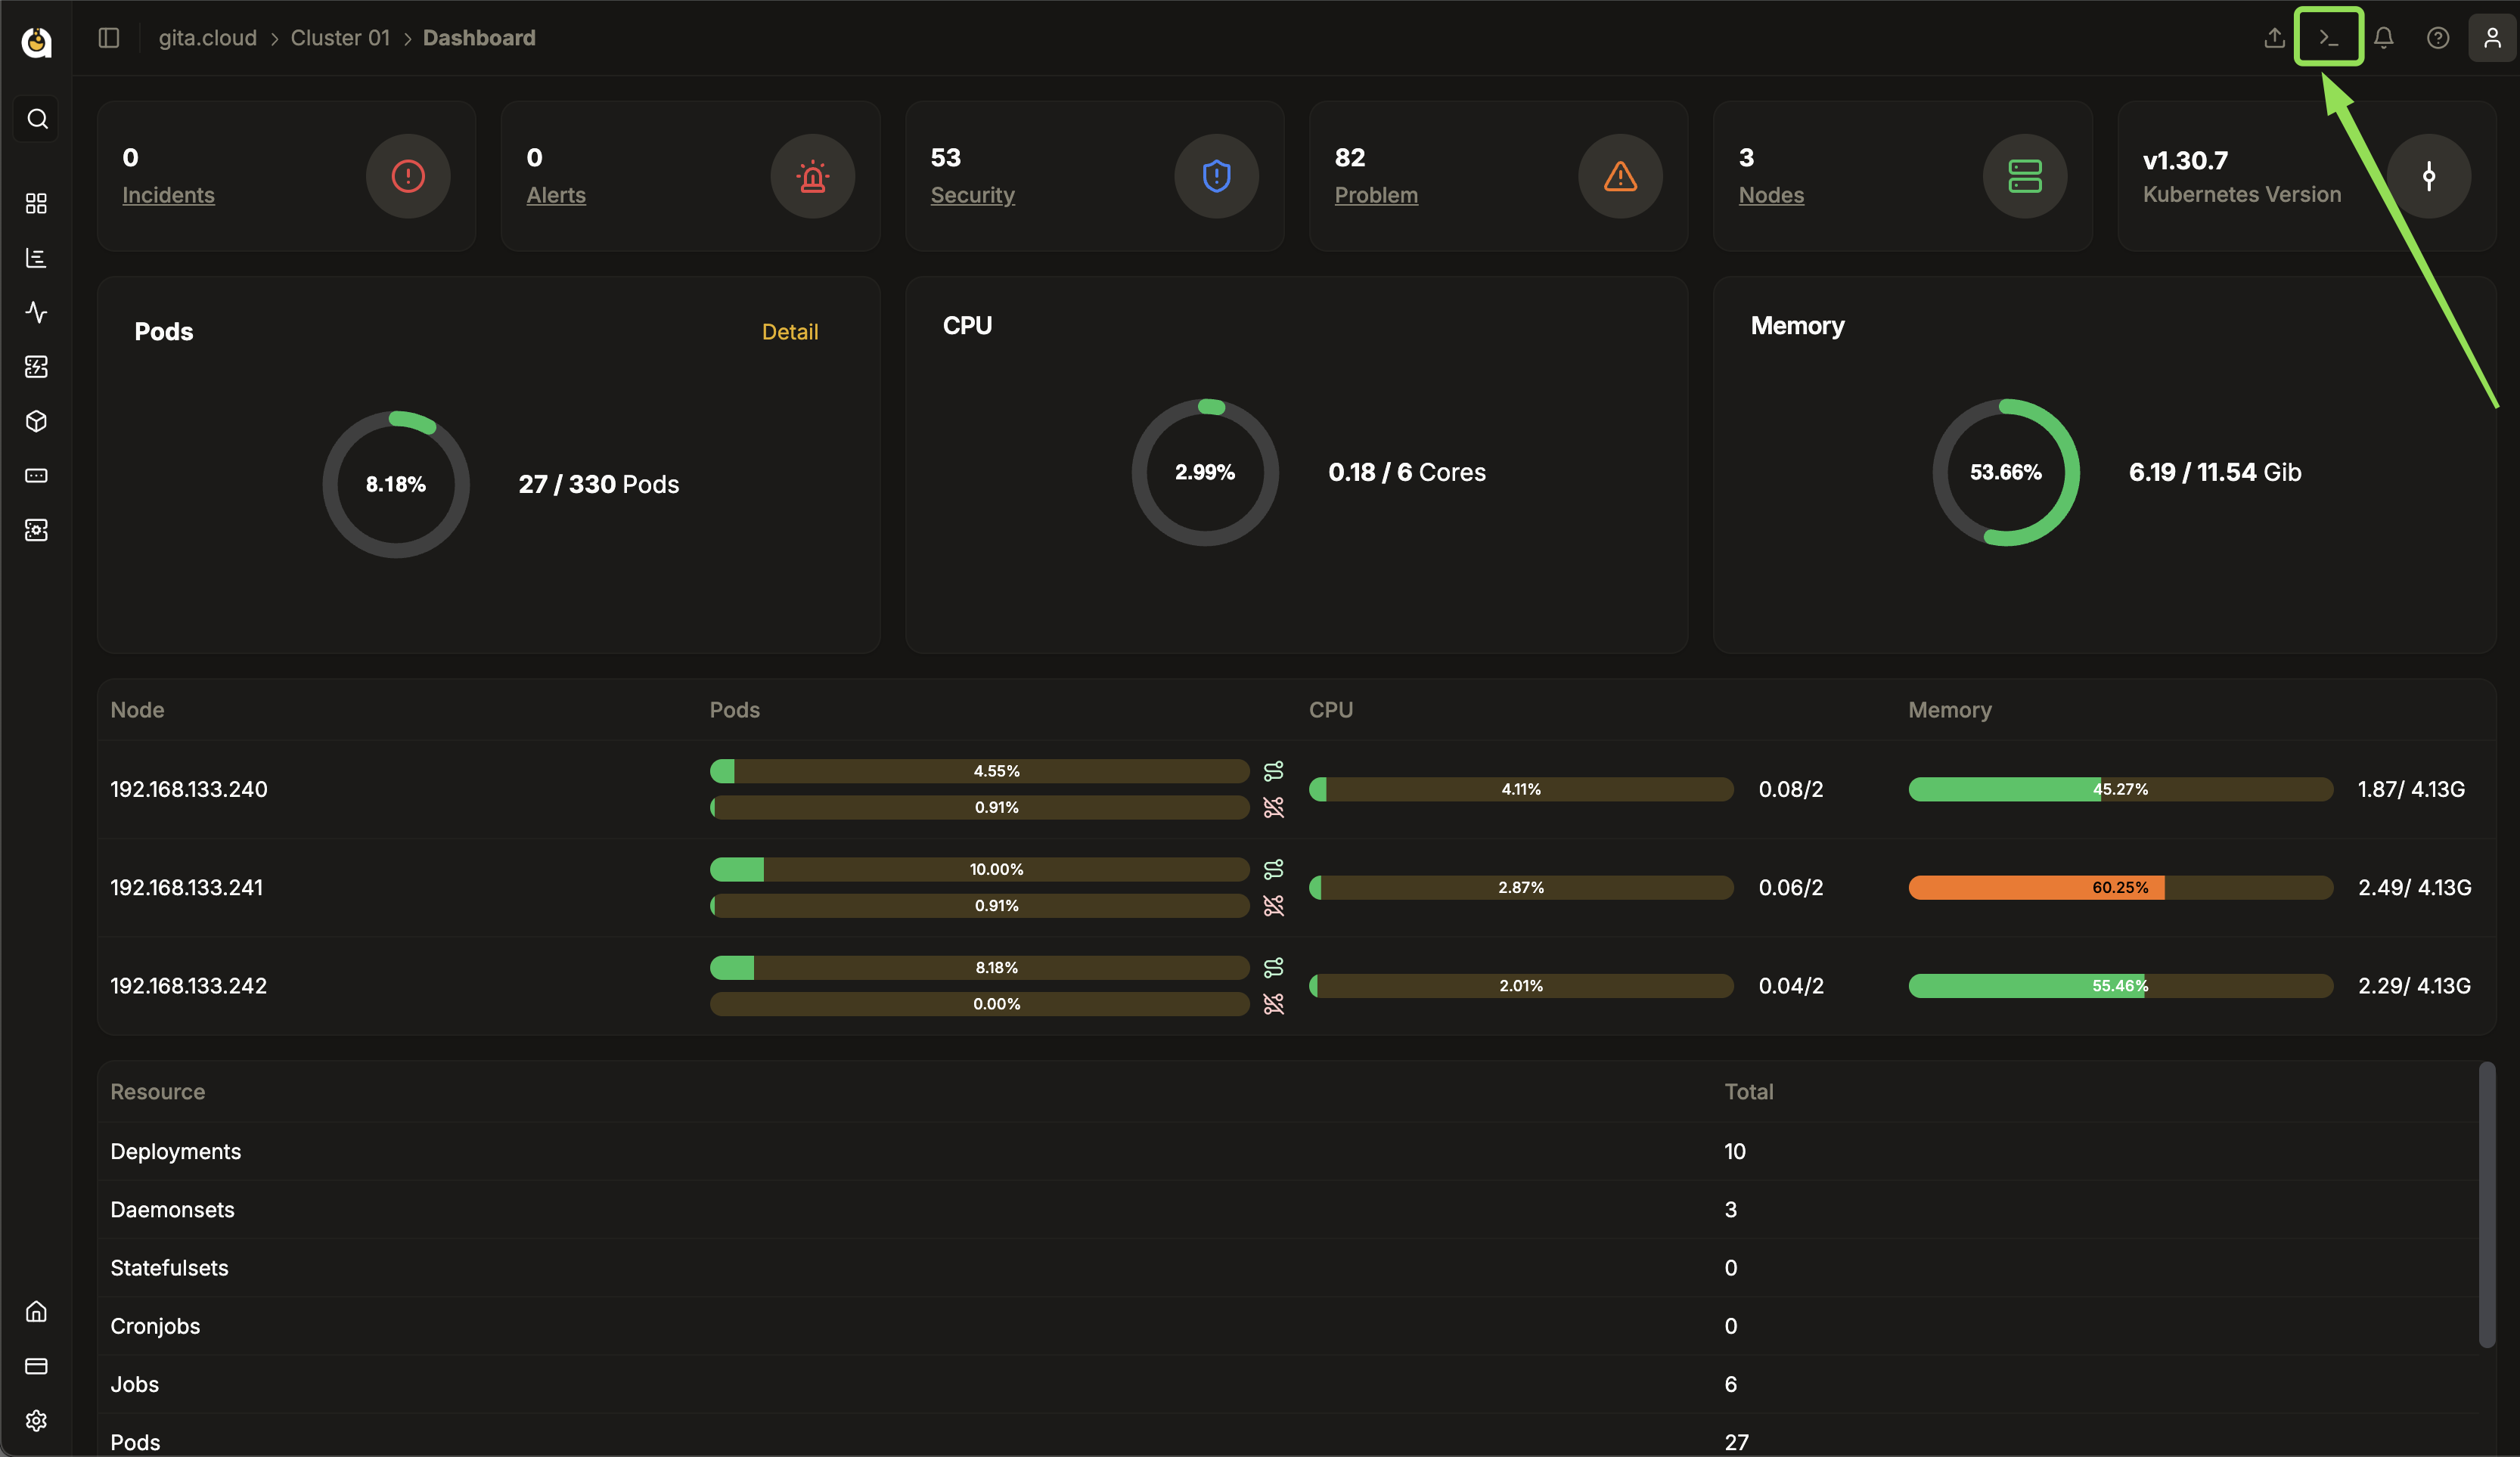 gita.cloud > Cluster 01 > Dashboard
0
Incidents
0
Alerts
53
Security
82
Problem
3
Nodes
v1.30.7
Kubernetes Version
Pods
Detail
8.18%
27 / 330 Pods
CPU
2.99%
0.18 / 6 Cores
Memory
53.66%
6.19 / 11.54 Gib
Node Pods CPU Memory
192.168.133.240
4.55%
0.91%
4.11%
0.08/2
45.27%
1.87/ 4.13G
192.168.133.241
10.00%
0.91%
2.87%
0.06/2
60.25%
2.49/ 4.13G
192.168.133.242
8.18%
0.00%
2.01%
0.04/2
55.46%
2.29/ 4.13G
Resource Total
Deployments 10
Daemonsets 3
Statefulsets 0
Cronjobs 0
Jobs 6
Pods 27